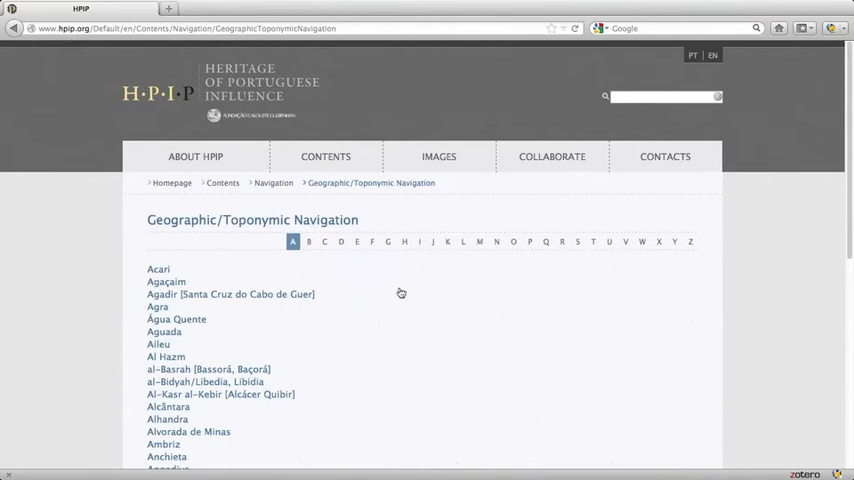 HPIP
www.hpip.org/Default/en/Contents/Navigation/GeographicToponymicNavigation
Google
PT | EN
H·P·I·P
HERITAGE
OF PORTUGUESE
INFLUENCE
FUNDAÇÃO CALOUSTE GULBENKIAN
ABOUT HPIP
CONTENTS
IMAGES
COLLABORATE
CONTACTS
Homepage
Contents
Navigation
Geographic/Toponymic Navigation
Geographic/Toponymic Navigation
A B C D E F G H I J K L M N O P Q R S T U V W X Y Z
Acari
Agaçaim
Agadir [Santa Cruz do Cabo de Guer]
Agra
Água Quente
Aguada
Aileu
Al Hazm
al-Basrah [Bassorá, Baçorá]
al-Bidyah/Libedia, Libidia
Al-Kasr al-Kebir [Alcácer Quibir]
Alcântara
Alhandra
Alvorada de Minas
Ambriz
Anchieta
zotero